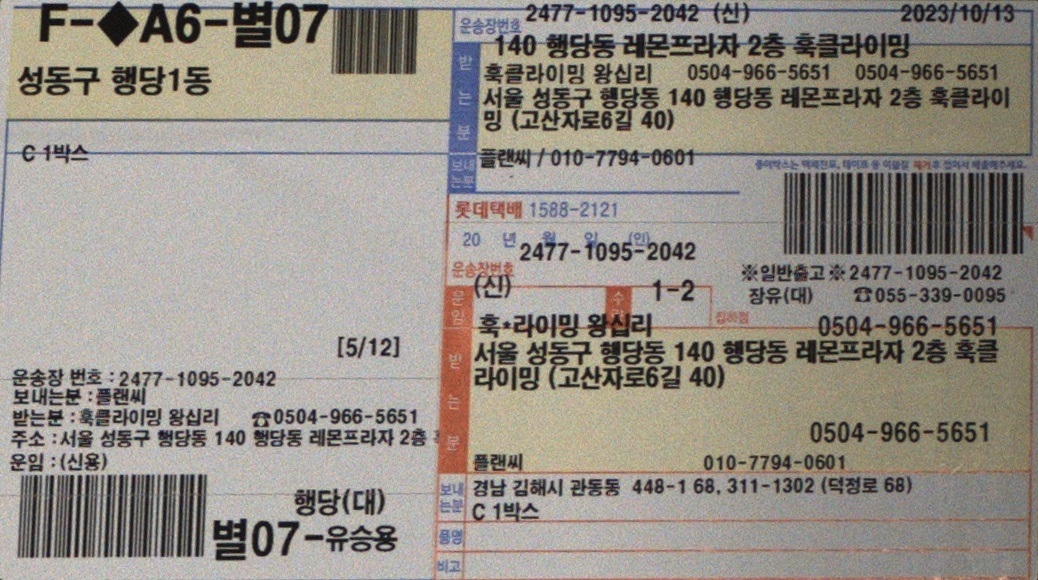 F-◆A6-별07
성동구 행당1동
C 1박스
[5/12]
운송장 번호 : 2477-1095-2042
보내는분 : 플랜씨
받는분 : 훅클라이밍 왕십리 ☎0504-966-5651
주소 : 서울 성동구 행당동 140 행당동 레몬프라자 2층
운임 : (신용)
행당(대)
별07-유승용
운송장번호 2477-1095-2042 (신) 2023/10/13
140 행당동 레몬프라자 2층 훅클라이밍
받는분
훅클라이밍 왕십리 0504-966-5651 0504-966-5651
서울 성동구 행당동 140 행당동 레몬프라자 2층 훅클라이
밍 (고산자로6길 40)
보내는분 플랜씨 / 010-7794-0601
종이박스는 택배전표, 테이프 등 이물질 제거후 접어서 배출해주세요.
롯데택배 1588-2121
20 년 월 일 (인)
운송장번호 2477-1095-2042
(신)
※일반출고※2477-1095-2042
장유(대) ☎055-339-0095
운임 수 1-2 집하점
훅*라이밍 왕십리 0504-966-5651
받는분
서울 성동구 행당동 140 행당동 레몬프라자 2층 훅클
라이밍 (고산자로6길 40)
0504-966-5651
플랜씨 010-7794-0601
보내는분
경남 김해시 관동동 448-1 68, 311-1302 (덕정로 68)
C 1박스
품명
비고